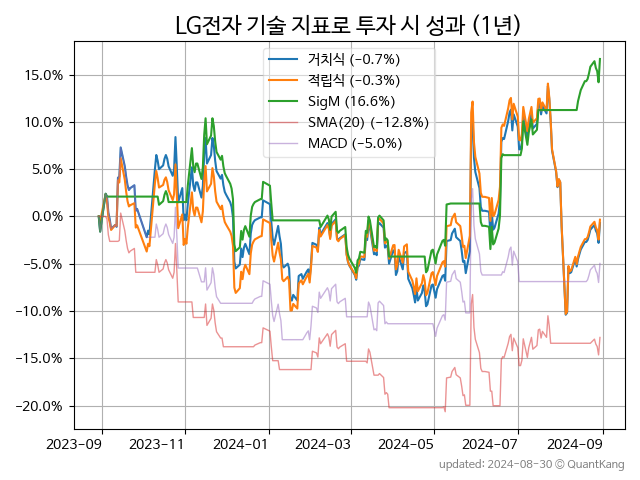 LG전자 기술 지표로 투자 시 성과 (1년)
거치식 (−0.7%)
적립식 (−0.3%)
SigM (16.6%)
SMA(20) (−12.8%)
MACD (−5.0%)
15.0%
10.0%
5.0%
0.0%
−5.0%
−10.0%
−15.0%
−20.0%
2023-09 2023-11 2024-01 2024-03 2024-05 2024-07 2024-09
updated: 2024-08-30 © QuantKang